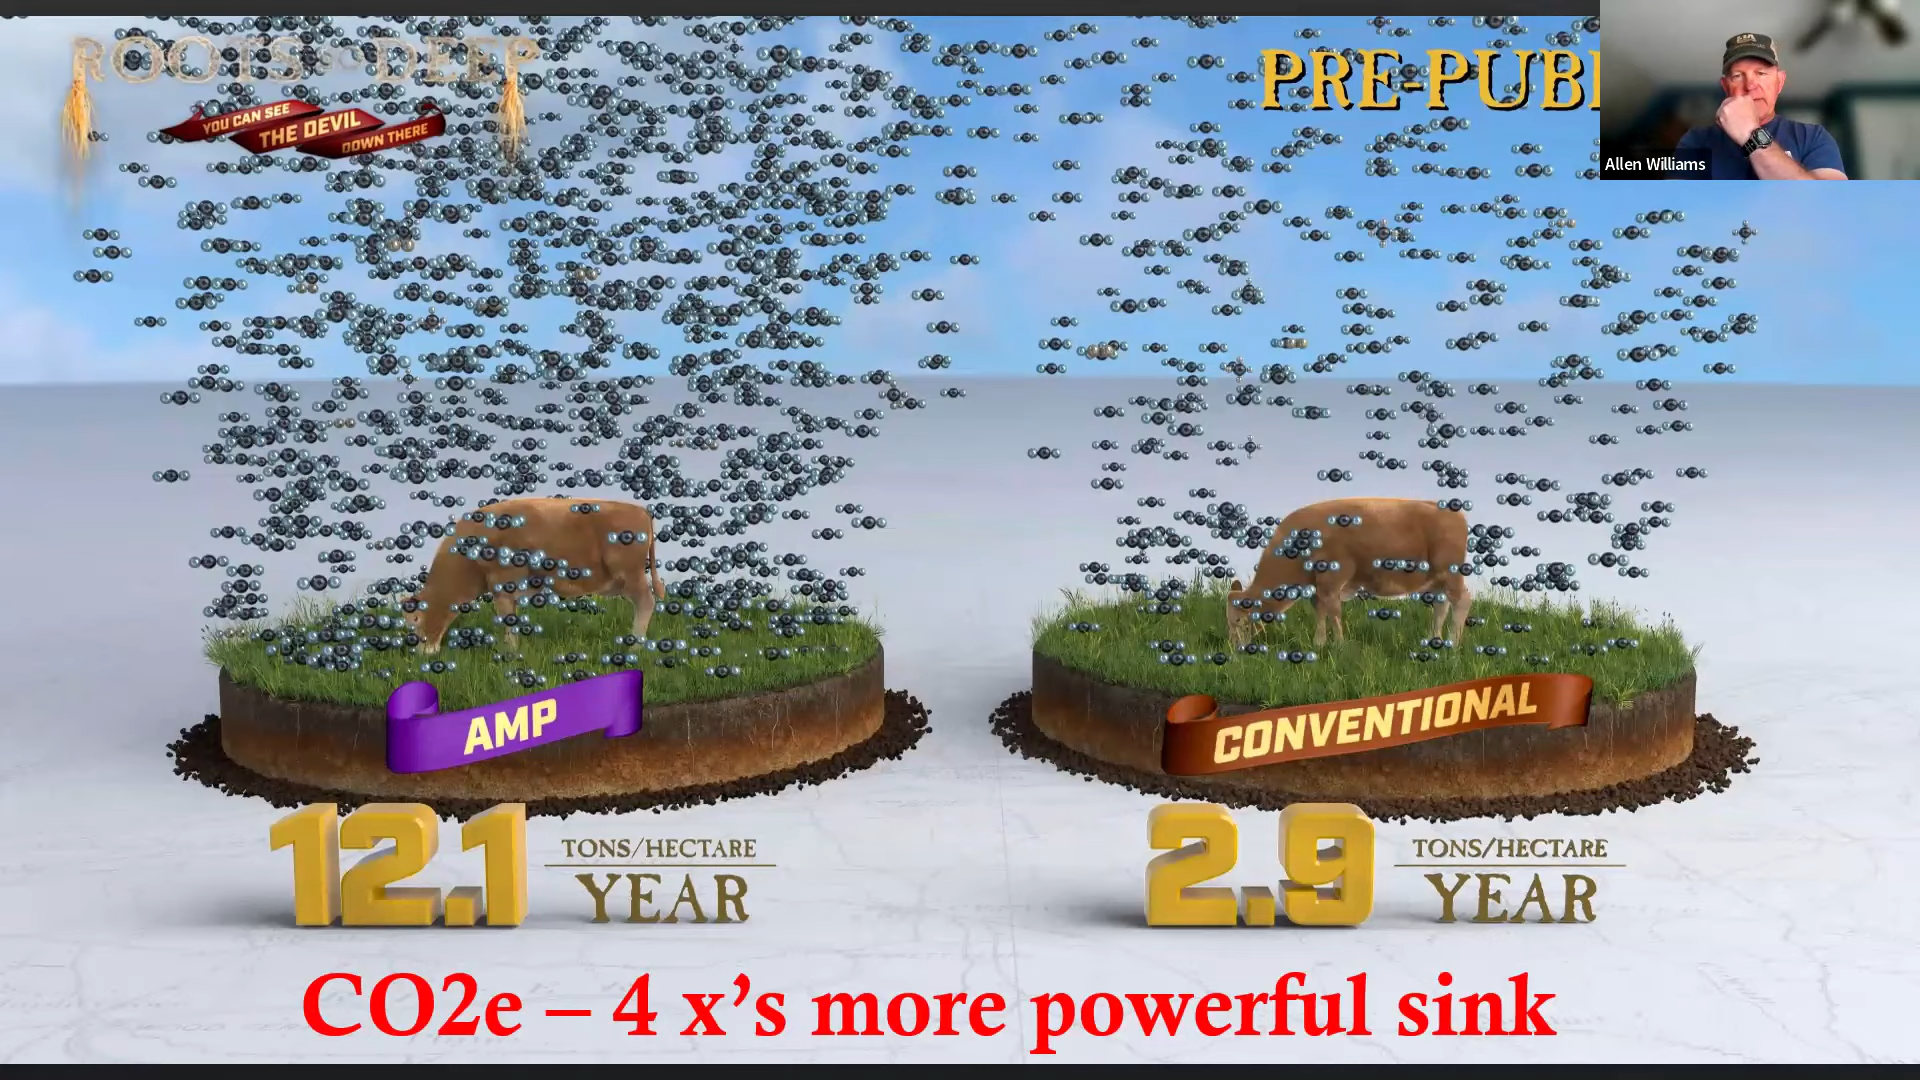 ROOTS SO DEEP
YOU CAN SEE
THE DEVIL
DOWN THERE
PRE-PUB
Allen Williams
AMP
CONVENTIONAL
12.1 TONS/HECTARE
YEAR
2.9 TONS/HECTARE
YEAR
CO2e – 4 x’s more powerful sink